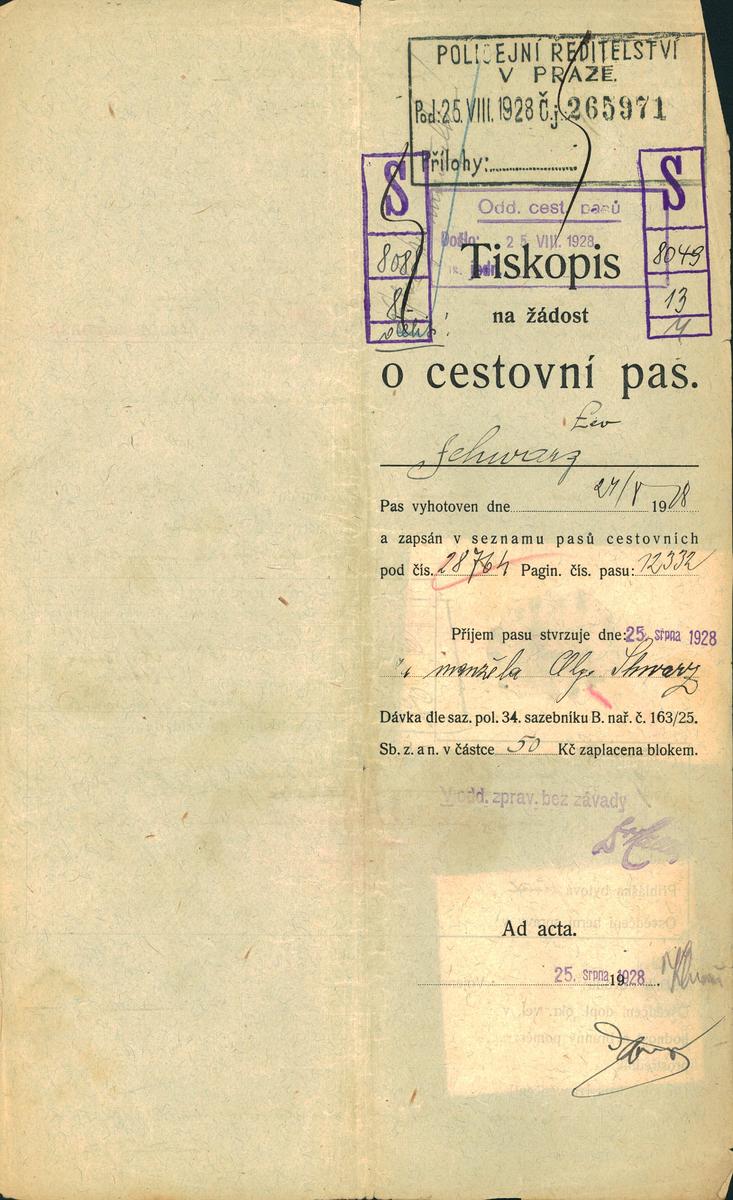 POLICEJNÍ ŘEDITELSTVÍ
V PRAZE.
Pod: 25. VIII. 1928 Č.j. 265971
Přílohy:
S
808
8
S
8049
13
4
Odd. cest. pasů
Došlo: 25. VIII. 1928
Tiskopis
na žádost
o cestovní pas.
Lev
Schwarz
Pas vyhotoven dne 27/8 1928
a zapsán v seznamu pasů cestovních
pod čís. 28764 Pagin. čís. pasu: 12332
Příjem pasu stvrzuje dne: 25. srpna 1928
manžela Olga Schwarz
Dávka dle saz. pol. 34. sazebníku B. nař. č. 163/25.
Sb. z. a n. v částce 50 Kč zaplacena blokem.
V odd. zprav. bez závady
Ad acta.
25. srpna 1928.